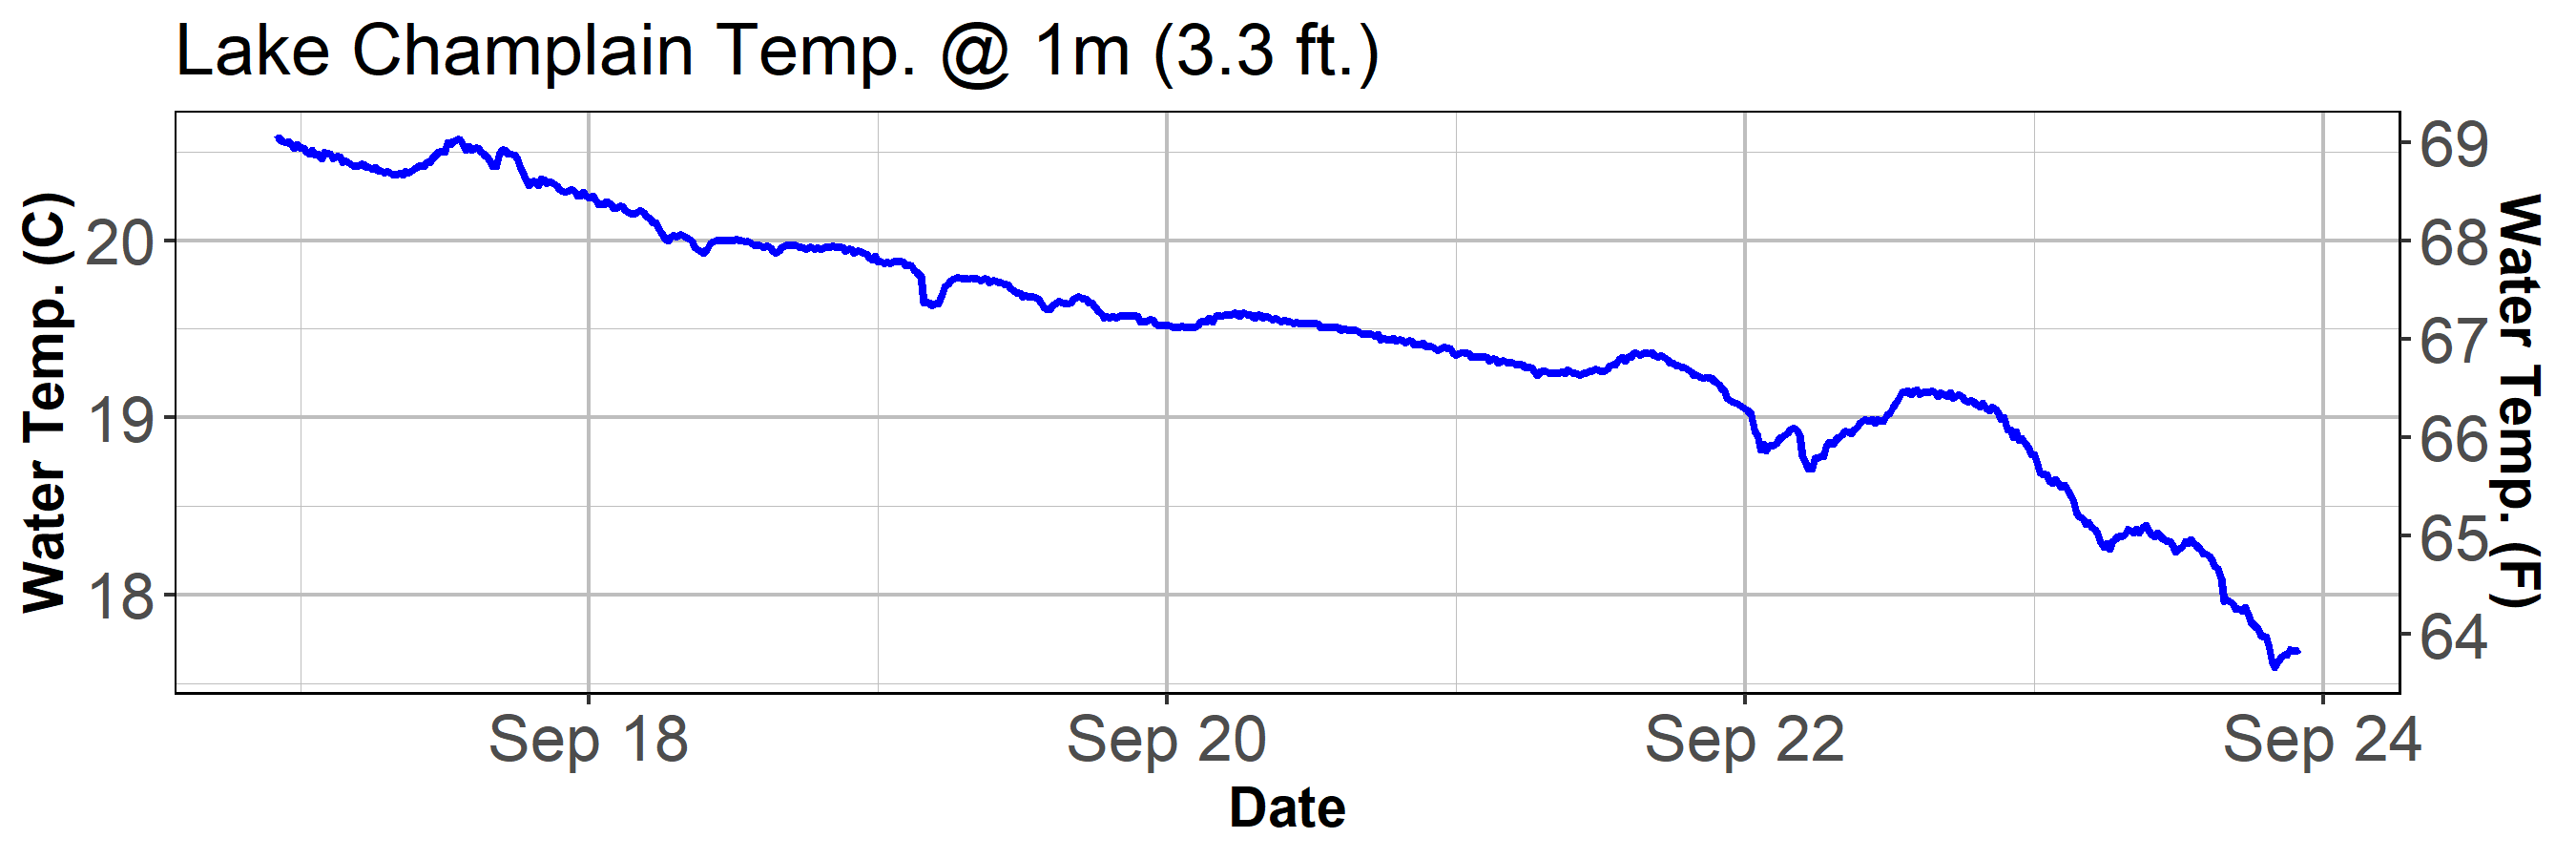 Lake Champlain Temp. @ 1m (3.3 ft.)
Water Temp. (C)
20
19
18
69
68
67
66
65
64
Water Temp. (F)
Sep 18 Sep 20 Sep 22 Sep 24
Date